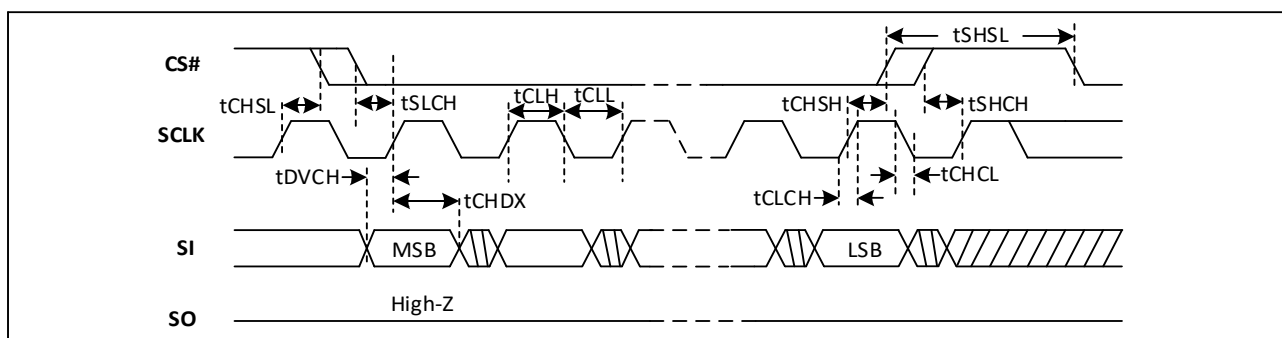 tSHSL
CS#
tCHSL
tSLCH
tCLH
tCLL
tCHSH
tSHCH
SCLK
tDVCH
tCHDX
tCLCH
tCHCL
SI
MSB
LSB
High-Z
SO